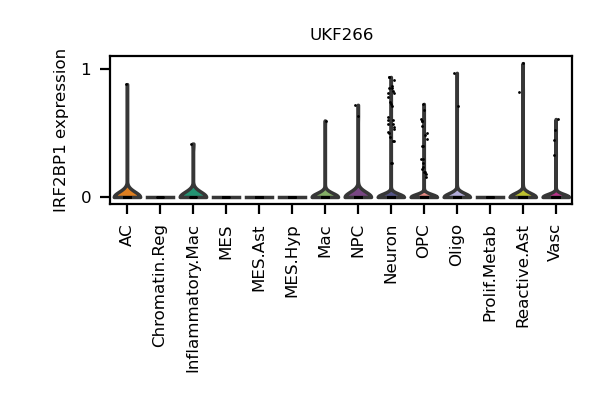 UKF266
IRF2BP1 expression
1
0
AC
Chromatin.Reg
Inflammatory.Mac
MES
MES.Ast
MES.Hyp
Mac
NPC
Neuron
OPC
Oligo
Prolif.Metab
Reactive.Ast
Vasc